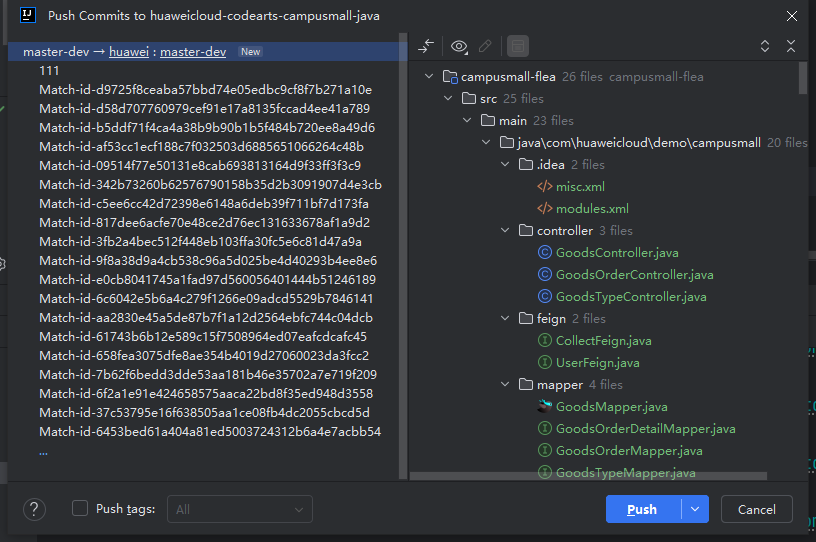 Push Commits to huaweicloud-codearts-campusmall-java
master-dev → huawei : master-dev New
111
Match-id-d9725f8ceaba57bbd74e05edbc9cf8f7b271a10e
Match-id-d58d707760979cef91e17a8135fccad4ee41a789
Match-id-b5ddf71f4ca4a38b9b90b1b5f484b720ee8a49d6
Match-id-af53cc1ecf188c7f032503d6885651066264c48b
Match-id-09514f77e50131e8cab693813164d9f33ff3f3c9
Match-id-342b73260b62576790158b35d2b3091907d4e3cb
Match-id-c5ee6cc42d72398e6148a6deb39f711bf7d173fa
Match-id-817dee6acfe70e48ce2d76ec131633678af1a9d2
Match-id-3fb2a4bec512f448eb103ffa30fc5e6c81d47a9a
Match-id-9f8a38d9a4cb538c96a5d025be4d40293b4ee8e6
Match-id-e0cb8041745a1fad97d560056401444b51246189
Match-id-6c6042e5b6a4c279f1266e09adcd5529b7846141
Match-id-aa2830e45a5de87b7f1a12d2564ebfc744c04dcb
Match-id-61743b6b12e589c15f7508964ed07eafcdcafc45
Match-id-658fea3075dfe8ae354b4019d27060023da3fcc2
Match-id-7b62f6bedd3dde53aa181b46e35702a7e719f209
Match-id-6f2a1e91e424658575aaca22bd8f35ed948d3558
Match-id-37c53795e16f638505aa1ce08fb4dc2055cbcd5d
Match-id-6453bed61a404a81ed5003724312b6a4e7acbb54
...
campusmall-flea 26 files campusmall-flea
src 25 files
main 23 files
java\com\huaweicloud\demo\campusmall 20 files
.idea 2 files
misc.xml
modules.xml
controller 3 files
GoodsController.java
GoodsOrderController.java
GoodsTypeController.java
feign 2 files
CollectFeign.java
UserFeign.java
mapper 4 files
GoodsMapper.java
GoodsOrderDetailMapper.java
GoodsOrderMapper.java
GoodsTypeMapper.java
? Push tags: All Push Cancel